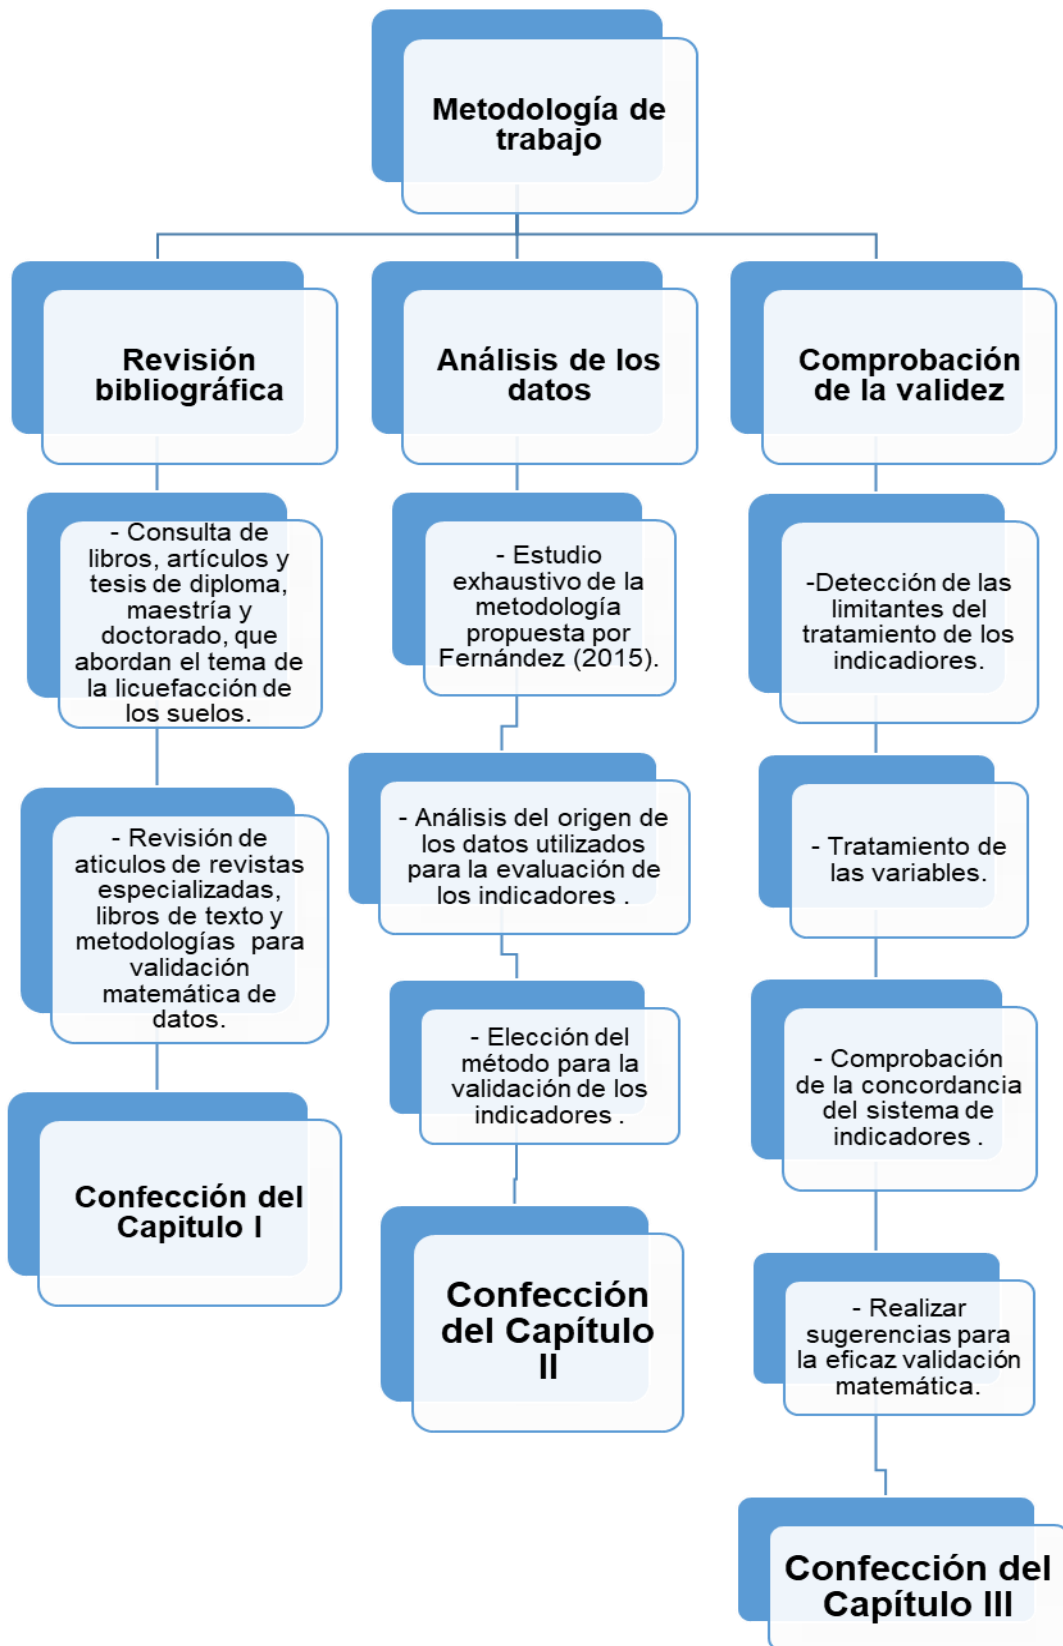 Metodología de
trabajo
Revisión
bibliográfica
- Consulta de
libros, artículos y
tesis de diploma,
maestría y
doctorado, que
abordan el tema de
la licuefacción de
los suelos.
- Revisión de
aticulos de revistas
especializadas,
libros de texto y
metodologías para
validación
matemática de
datos.
Confección del
Capitulo I
Análisis de los
datos
- Estudio
exhaustivo de la
metodología
propuesta por
Fernández (2015).
- Análisis del origen de
los datos utilizados
para la evaluación de
los indicadores .
- Elección del
método para la
validación de los
indicadores .
Confección
del Capítulo
II
Comprobación
de la validez
-Detección de las
limitantes del
tratamiento de los
indicadiores.
- Tratamiento de
las variables.
- Comprobación
de la concordancia
del sistema de
indicadores .
- Realizar
sugerencias para
la eficaz validación
matemática.
Confección del
Capítulo III